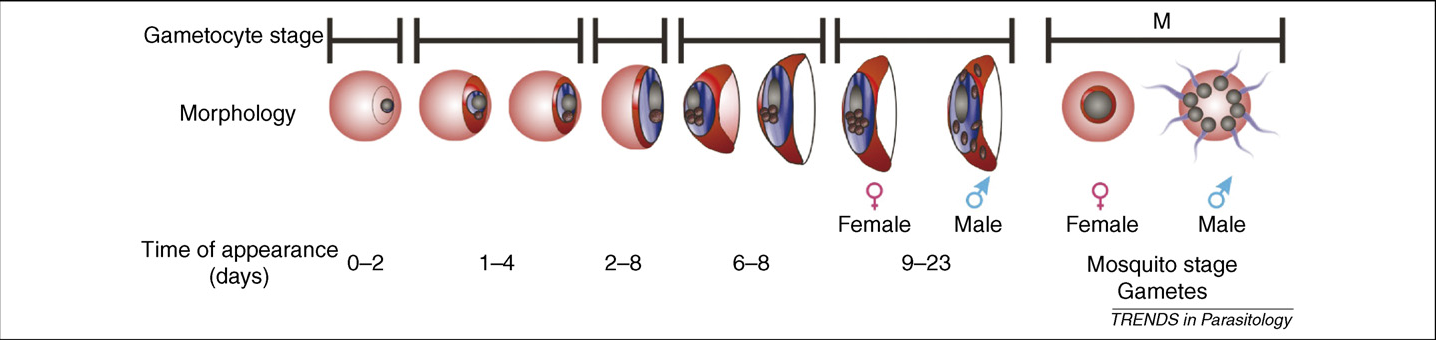 Gametocyte stage
M
Morphology
♀ ♂ ♀ ♂
Female Male Female Male
Time of appearance
(days)
0–2 1–4 2–8 6–8 9–23 Mosquito stage
Gametes
TRENDS in Parasitology